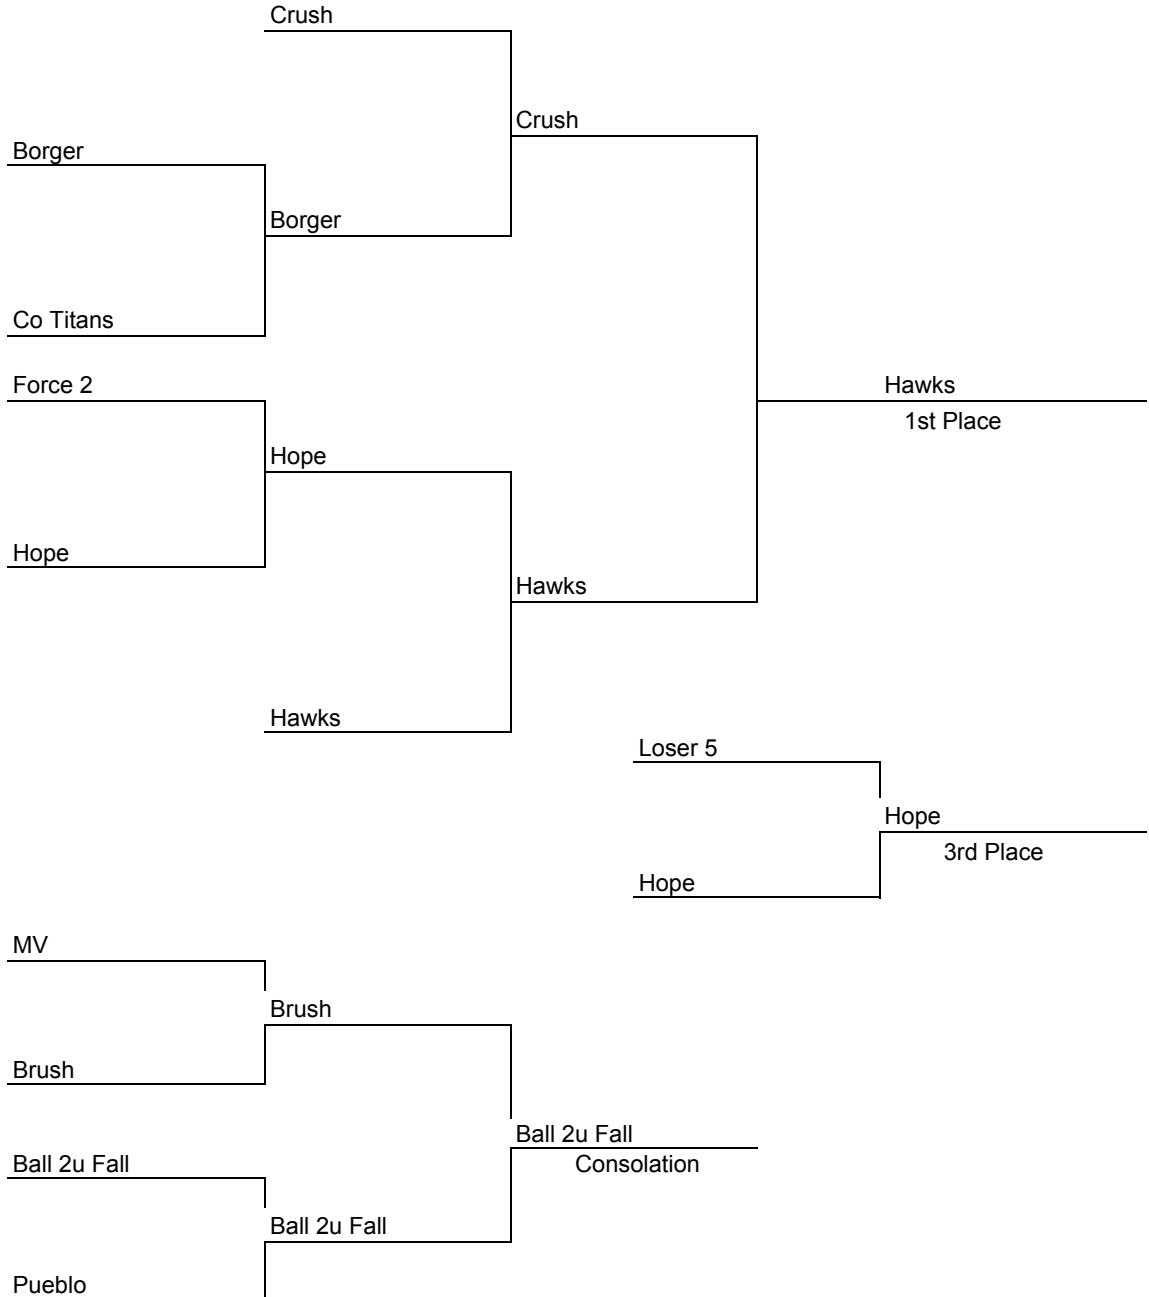 Crush
Crush
Borger
Borger
Co Titans
Force 2
Hawks
1st Place
Hope
Hope
Hawks
Hawks
Loser 5
Hope
3rd Place
Hope
MV
Brush
Brush
Ball 2u Fall
Consolation
Ball 2u Fall
Ball 2u Fall
Pueblo